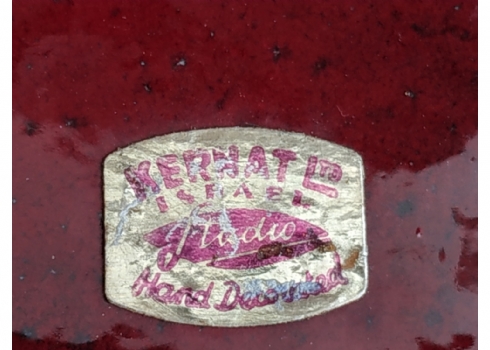 KERNAT LTD
ISRAEL
Studio
Hand Decorated